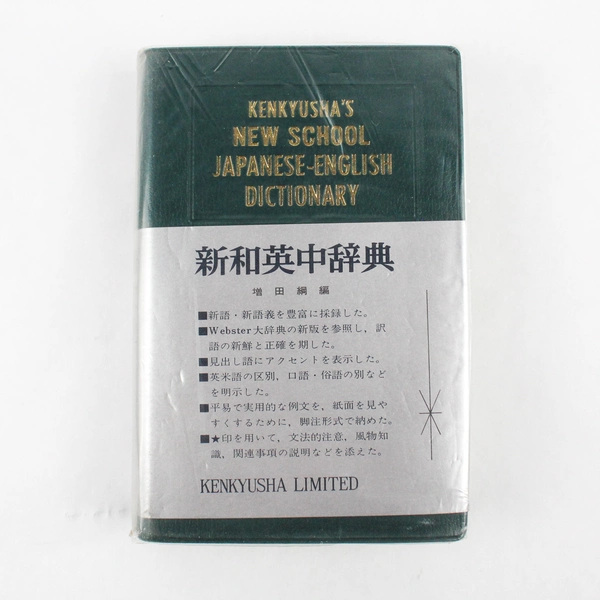 KENKYUSHA'S
NEW SCHOOL
JAPANESE-ENGLISH
DICTIONARY
新和英中辞典
増田綱編
■新語・新語義を豊富に採録した。
■Webster大辞典の新版を参照し，訳
語の新鮮と正確を期した。
■見出し語にアクセントを表示した。
■英米語の区別，口語・俗語の別など
を明示した。
■平易で実用的な例文を，紙面を見や
すくするために，脚注形式で納めた。
■★印を用いて，文法的注意，風物知
識，関連事項の説明などを添えた。
KENKYUSHA LIMITED